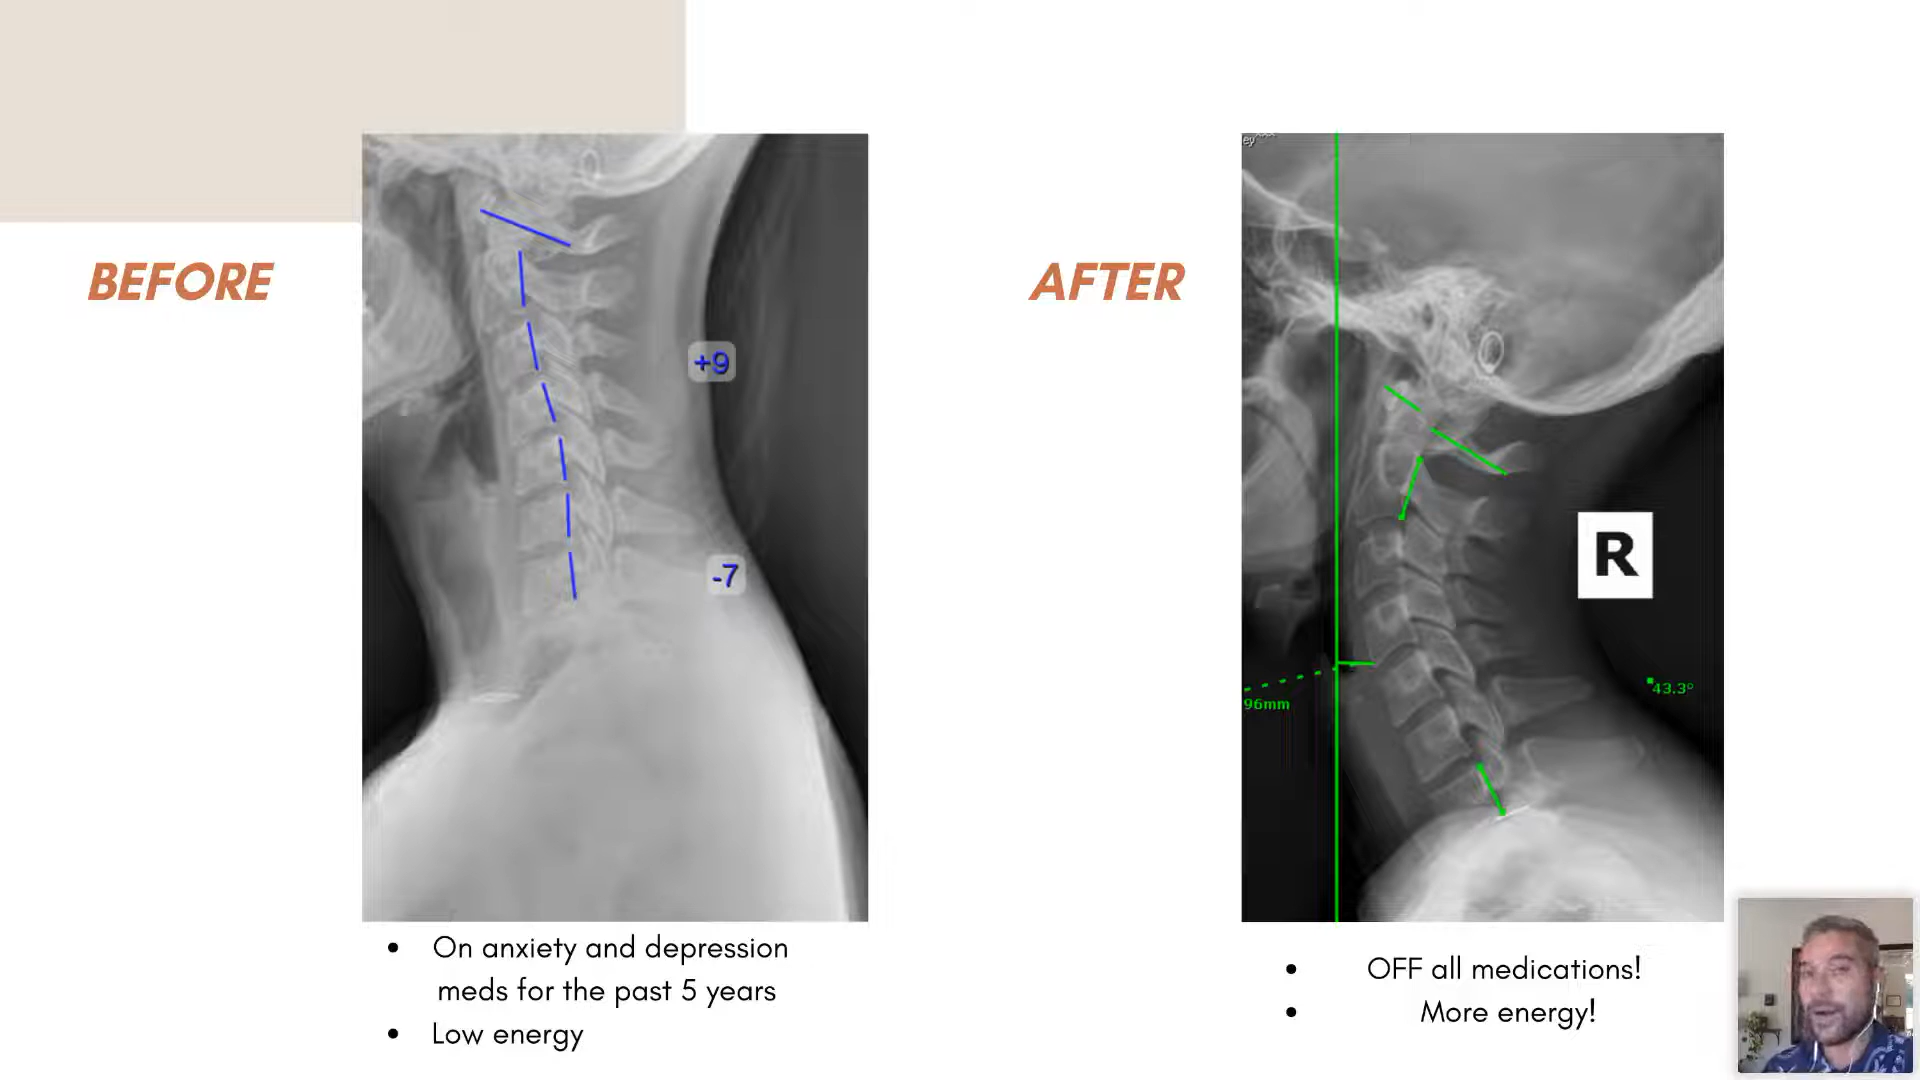 BEFORE
+9
-7
• On anxiety and depression
meds for the past 5 years
• Low energy
AFTER
R
43.3°
96mm
• OFF all medications!
• More energy!